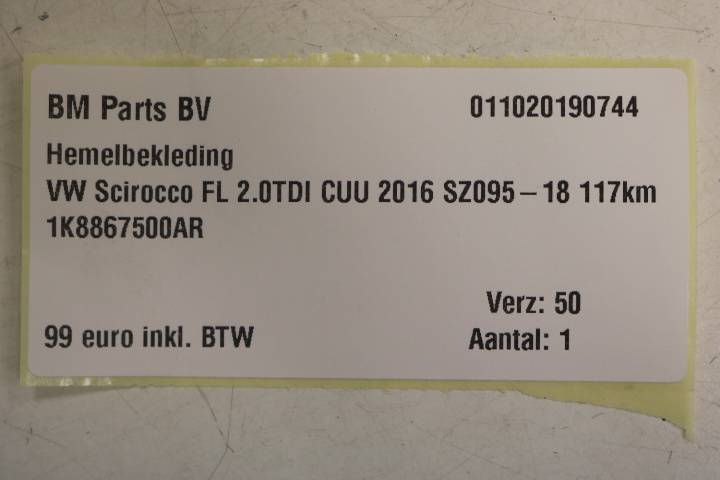 BM Parts BV 011020190744
Hemelbekleding
VW Scirocco FL 2.0TDI CUU 2016 SZ095-18 117km
1K8867500AR
Verz: 50
99 euro inkl. BTW Aantal: 1